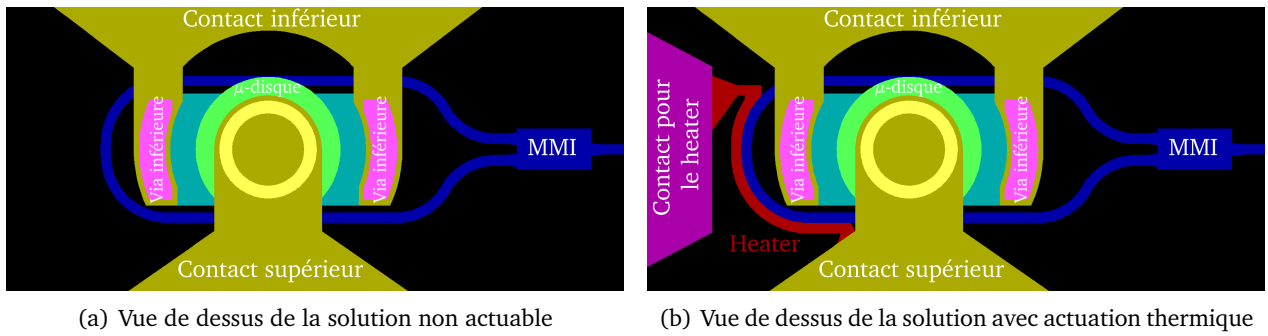 Contact inférieur
μ-disque
Via inférieure
Via inférieure
MMI
Contact supérieur
(a) Vue de dessus de la solution non actuable
Contact inférieur
Contact pour
le heater
μ-disque
Via inférieure
Via inférieure
MMI
Heater
Contact supérieur
(b) Vue de dessus de la solution avec actuation thermique